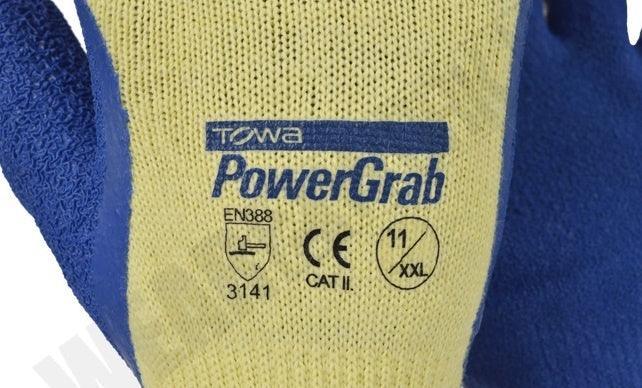 TOWA
PowerGrab
EN388
3141
CE
CAT II.
11/XXL